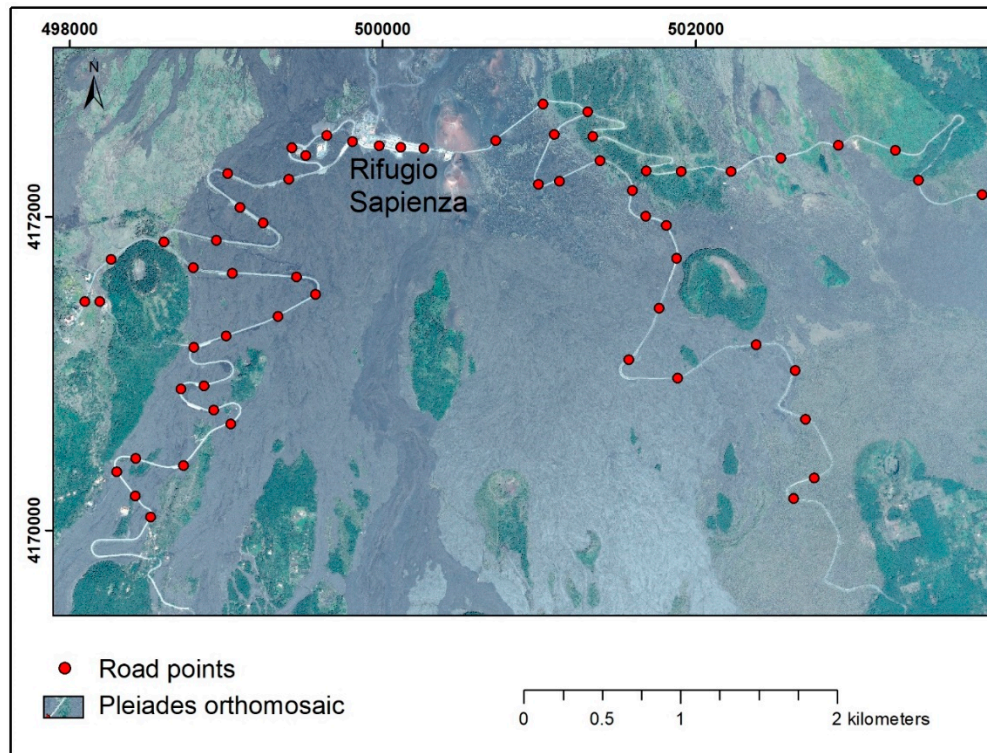 498000 500000 502000
N
Rifugio
Sapienza
4172000
4170000
Road points
Pleiades orthomosaic
0 0.5 1 2 kilometers